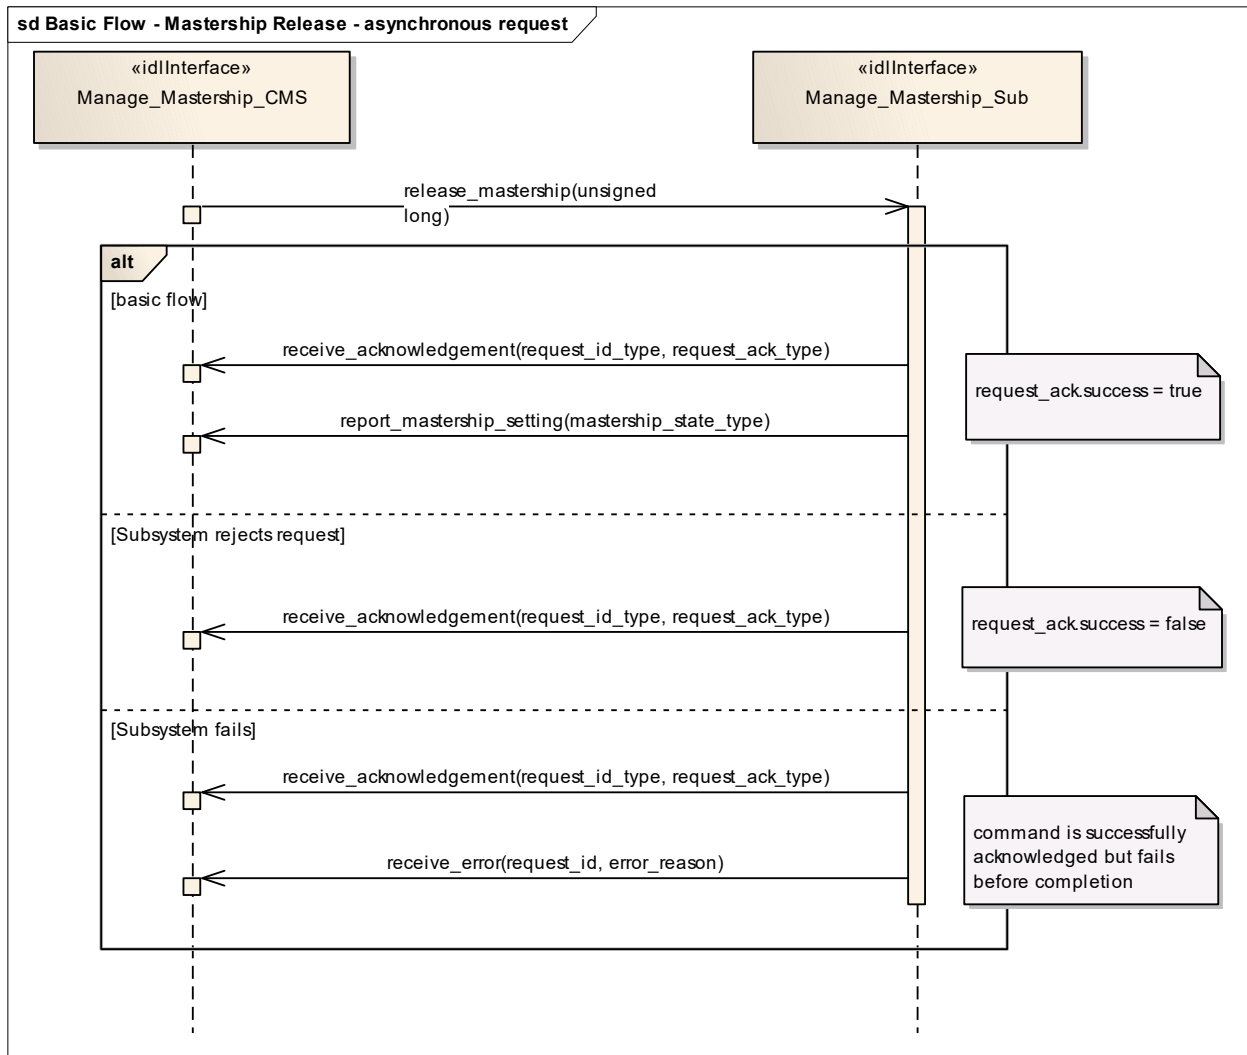 sd Basic Flow - Mastership Release - asynchronous request
«idlInterface»
Manage_Mastership_CMS
«idlInterface»
Manage_Mastership_Sub
release_mastership(unsigned
long)
alt
[basic flow]
receive_acknowledgement(request_id_type, request_ack_type)
request_ack.success = true
report_mastership_setting(mastership_state_type)
[Subsystem rejects request]
receive_acknowledgement(request_id_type, request_ack_type)
request_ack.success = false
[Subsystem fails]
receive_acknowledgement(request_id_type, request_ack_type)
command is successfully
acknowledged but fails
before completion
receive_error(request_id, error_reason)